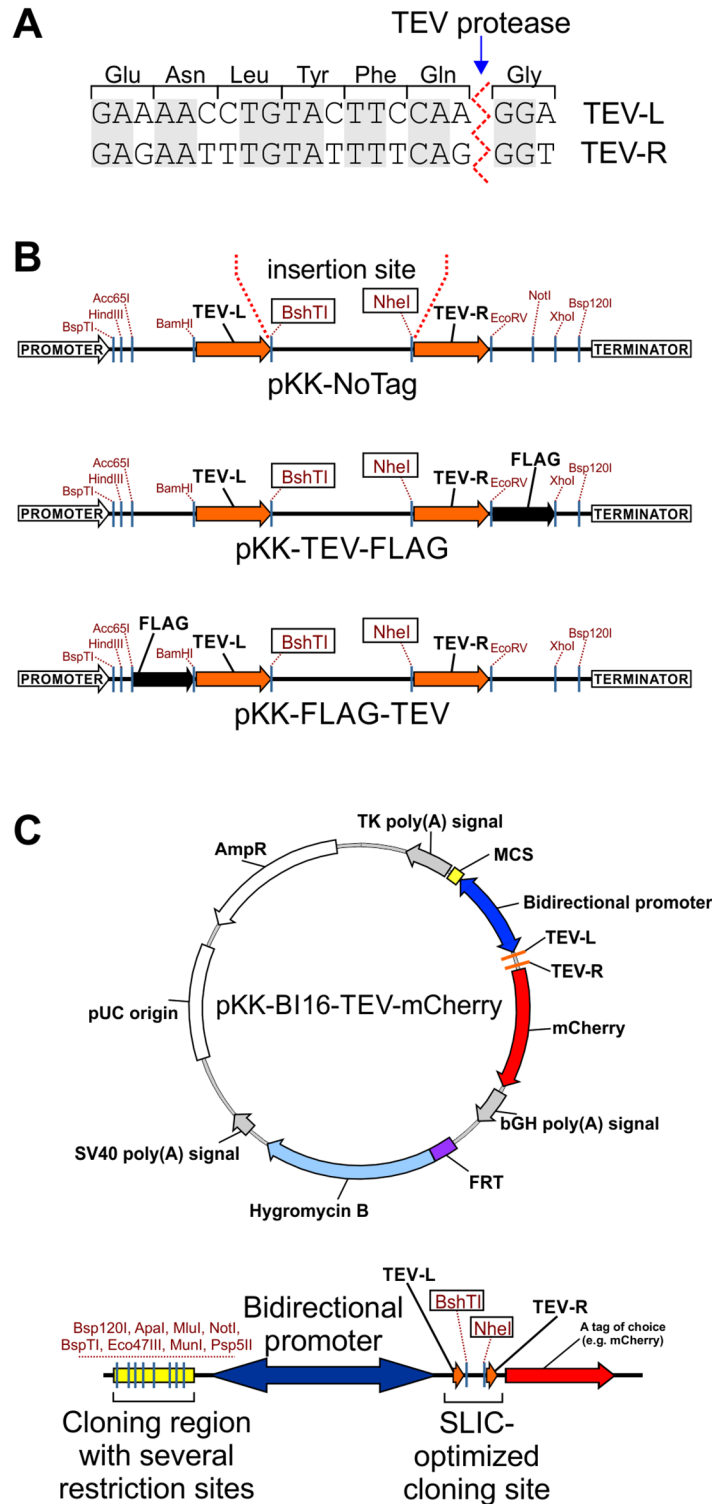 A
TEV protease
Glu Asn Leu Tyr Phe Gln Gly
GAAAACCTGTACTTCCAA GGA TEV-L
GAGAATTTGTATTTTCAG GGT TEV-R
B
insertion site
Acc65I
HindIII
BspTI
BamHI
TEV-L
BshTI
NheI
TEV-R
EcoRV
NotI
XhoI
Bsp120I
PROMOTER
TERMINATOR
pKK-NoTag
Acc65I
HindIII
BspTI
BamHI
TEV-L
BshTI
NheI
TEV-R
EcoRV
FLAG
XhoI
Bsp120I
PROMOTER
TERMINATOR
pKK-TEV-FLAG
Acc65I
HindIII
BspTI
FLAG
BamHI
TEV-L
BshTI
NheI
TEV-R
EcoRV
XhoI
Bsp120I
PROMOTER
TERMINATOR
pKK-FLAG-TEV
C
TK poly(A) signal
AmpR
MCS
Bidirectional promoter
TEV-L
TEV-R
pUC origin
pKK-BI16-TEV-mCherry
mCherry
bGH poly(A) signal
SV40 poly(A) signal
FRT
Hygromycin B
TEV-L
BshTI
TEV-R
NheI
A tag of choice
(e.g. mCherry)
Bsp120I, ApaI, MluI, NotI,
BspTI, Eco47III, MunI, Psp5II
Bidirectional
promoter
Cloning region
with several
restriction sites
SLIC-
optimized
cloning site